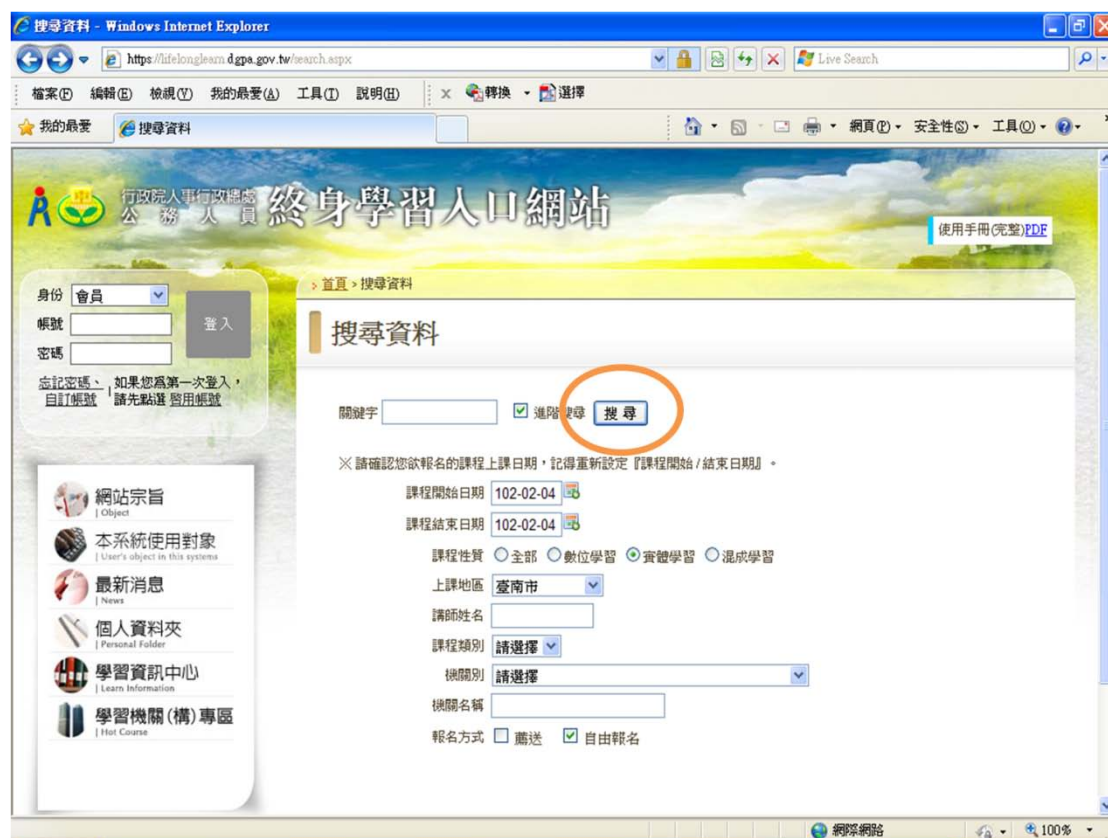 搜尋資料 - Windows Internet Explorer
https://lifelonglearn.dgpa.gov.tw/search.aspx
Live Search
檔案(F) 編輯(E) 檢視(V) 我的最愛(A) 工具(T) 說明(H) x 轉換 選擇
我的最愛 搜尋資料 網頁(P) 安全性(S) 工具(O)
行政院人事行政總處
公務人員
終身學習入口網站
使用手冊(完整)PDF
身份 會員
帳號
密碼
登入
忘記密碼、自訂帳號
如果您為第一次登入，請先點選 啟用帳號
網站宗旨
| Object
本系統使用對象
| User's object in this systems
最新消息
| News
個人資料夾
| Personal Folder
學習資訊中心
| Learn Information
學習機關(構)專區
| Hot Course
首頁 > 搜尋資料
搜尋資料
關鍵字 進階搜尋 搜尋
※請確認您欲報名的課程上課日期，記得重新設定『課程開始/結束日期』。
課程開始日期 102-02-04
課程結束日期 102-02-04
課程性質 全部 數位學習 實體學習 混成學習
上課地區 臺南市
講師姓名
課程類別 請選擇
機關別 請選擇
機關名稱
報名方式 薦送 自由報名
網際網路 100%